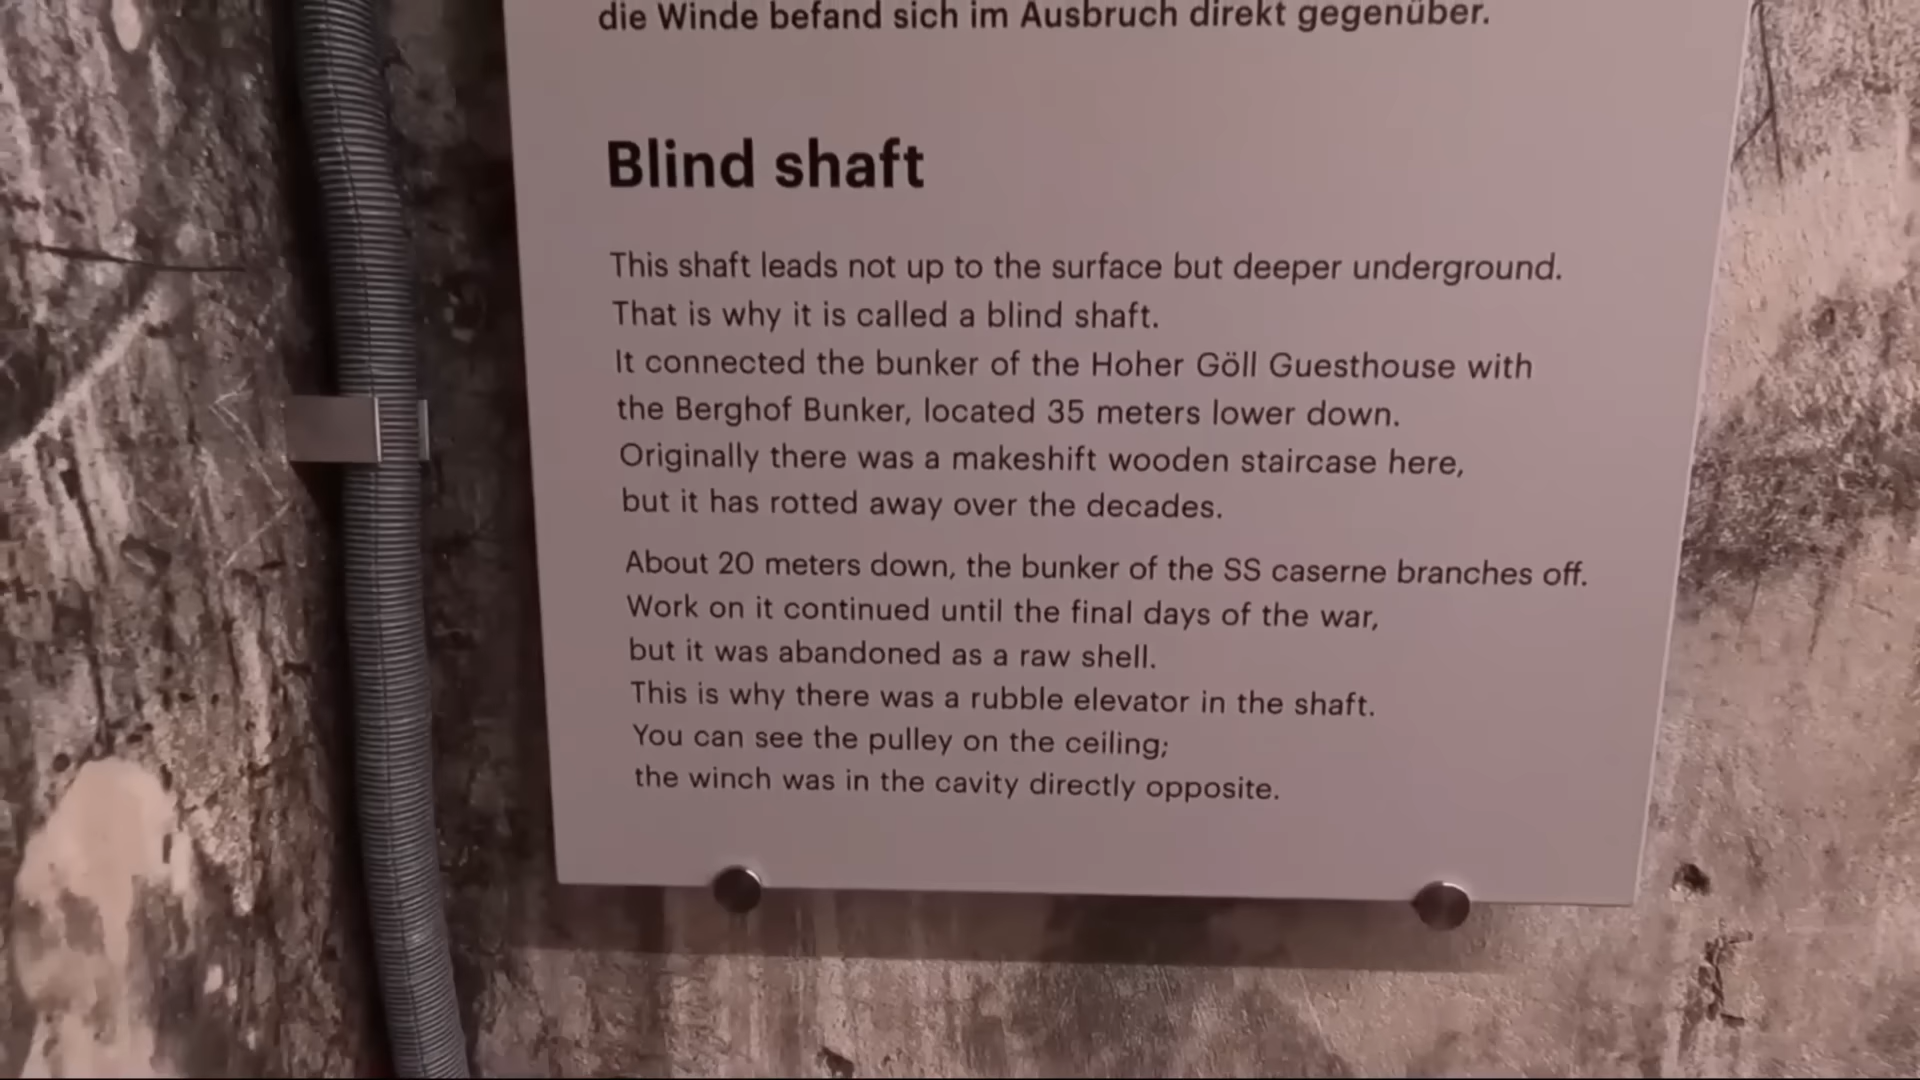 die Winde befand sich im Ausbruch direkt gegenüber.
Blind shaft
This shaft leads not up to the surface but deeper underground.
That is why it is called a blind shaft.
It connected the bunker of the Hoher Göll Guesthouse with
the Berghof Bunker, located 35 meters lower down.
Originally there was a makeshift wooden staircase here,
but it has rotted away over the decades.
About 20 meters down, the bunker of the SS caserne branches off.
Work on it continued until the final days of the war,
but it was abandoned as a raw shell.
This is why there was a rubble elevator in the shaft.
You can see the pulley on the ceiling;
the winch was in the cavity directly opposite.